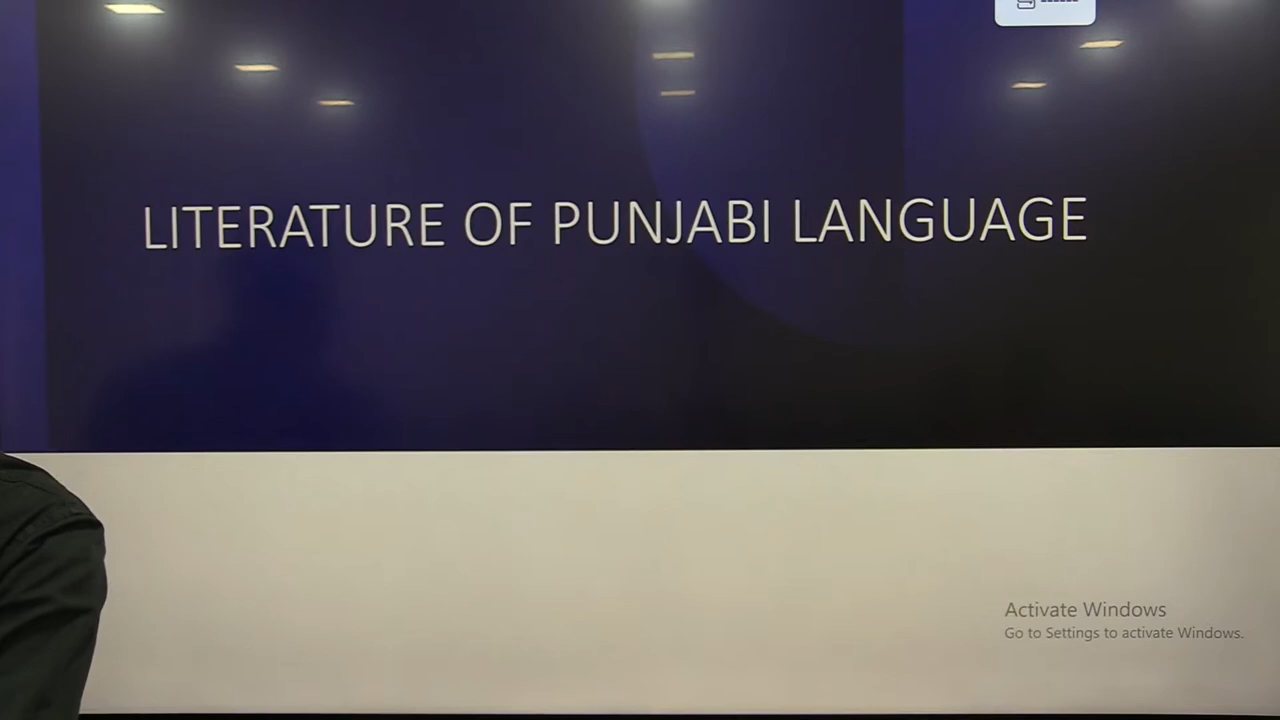 LITERATURE OF PUNJABI LANGUAGE
Activate Windows
Go to Settings to activate Windows.